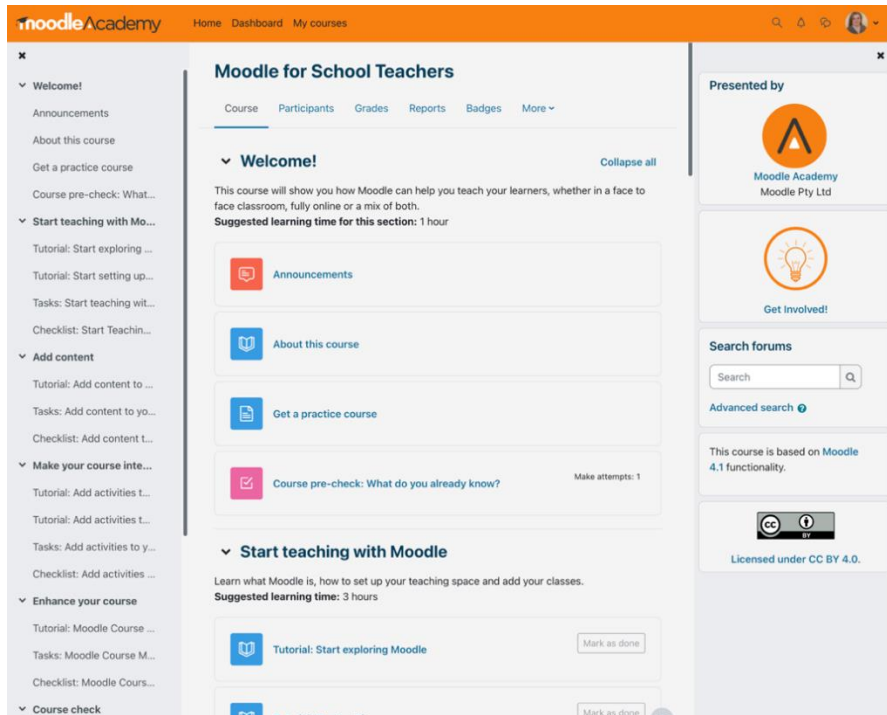 moodleAcademy
Home Dashboard My courses
Welcome!
Announcements
About this course
Get a practice course
Course pre-check: What...
Start teaching with Mo...
Tutorial: Start exploring ...
Tutorial: Start setting up...
Tasks: Start teaching wit...
Checklist: Start Teachin...
Add content
Tutorial: Add content to ...
Tasks: Add content to yo...
Checklist: Add content t...
Make your course inte...
Tutorial: Add activities t...
Tutorial: Add activities t...
Tasks: Add activities to y...
Checklist: Add activities ...
Enhance your course
Tutorial: Moodle Course ...
Tasks: Moodle Course M...
Checklist: Moodle Cours...
Course check
Moodle for School Teachers
Course Participants Grades Reports Badges More
Welcome!
Collapse all
This course will show you how Moodle can help you teach your learners, whether in a face to
face classroom, fully online or a mix of both.
Suggested learning time for this section: 1 hour
Announcements
About this course
Get a practice course
Course pre-check: What do you already know?
Make attempts: 1
Start teaching with Moodle
Learn what Moodle is, how to set up your teaching space and add your classes.
Suggested learning time: 3 hours
Tutorial: Start exploring Moodle
Mark as done
Mark as done
Presented by
Moodle Academy
Moodle Pty Ltd
Get Involved!
Search forums
Search
Advanced search
This course is based on Moodle
4.1 functionality.
cc
BY
Licensed under CC BY 4.0.